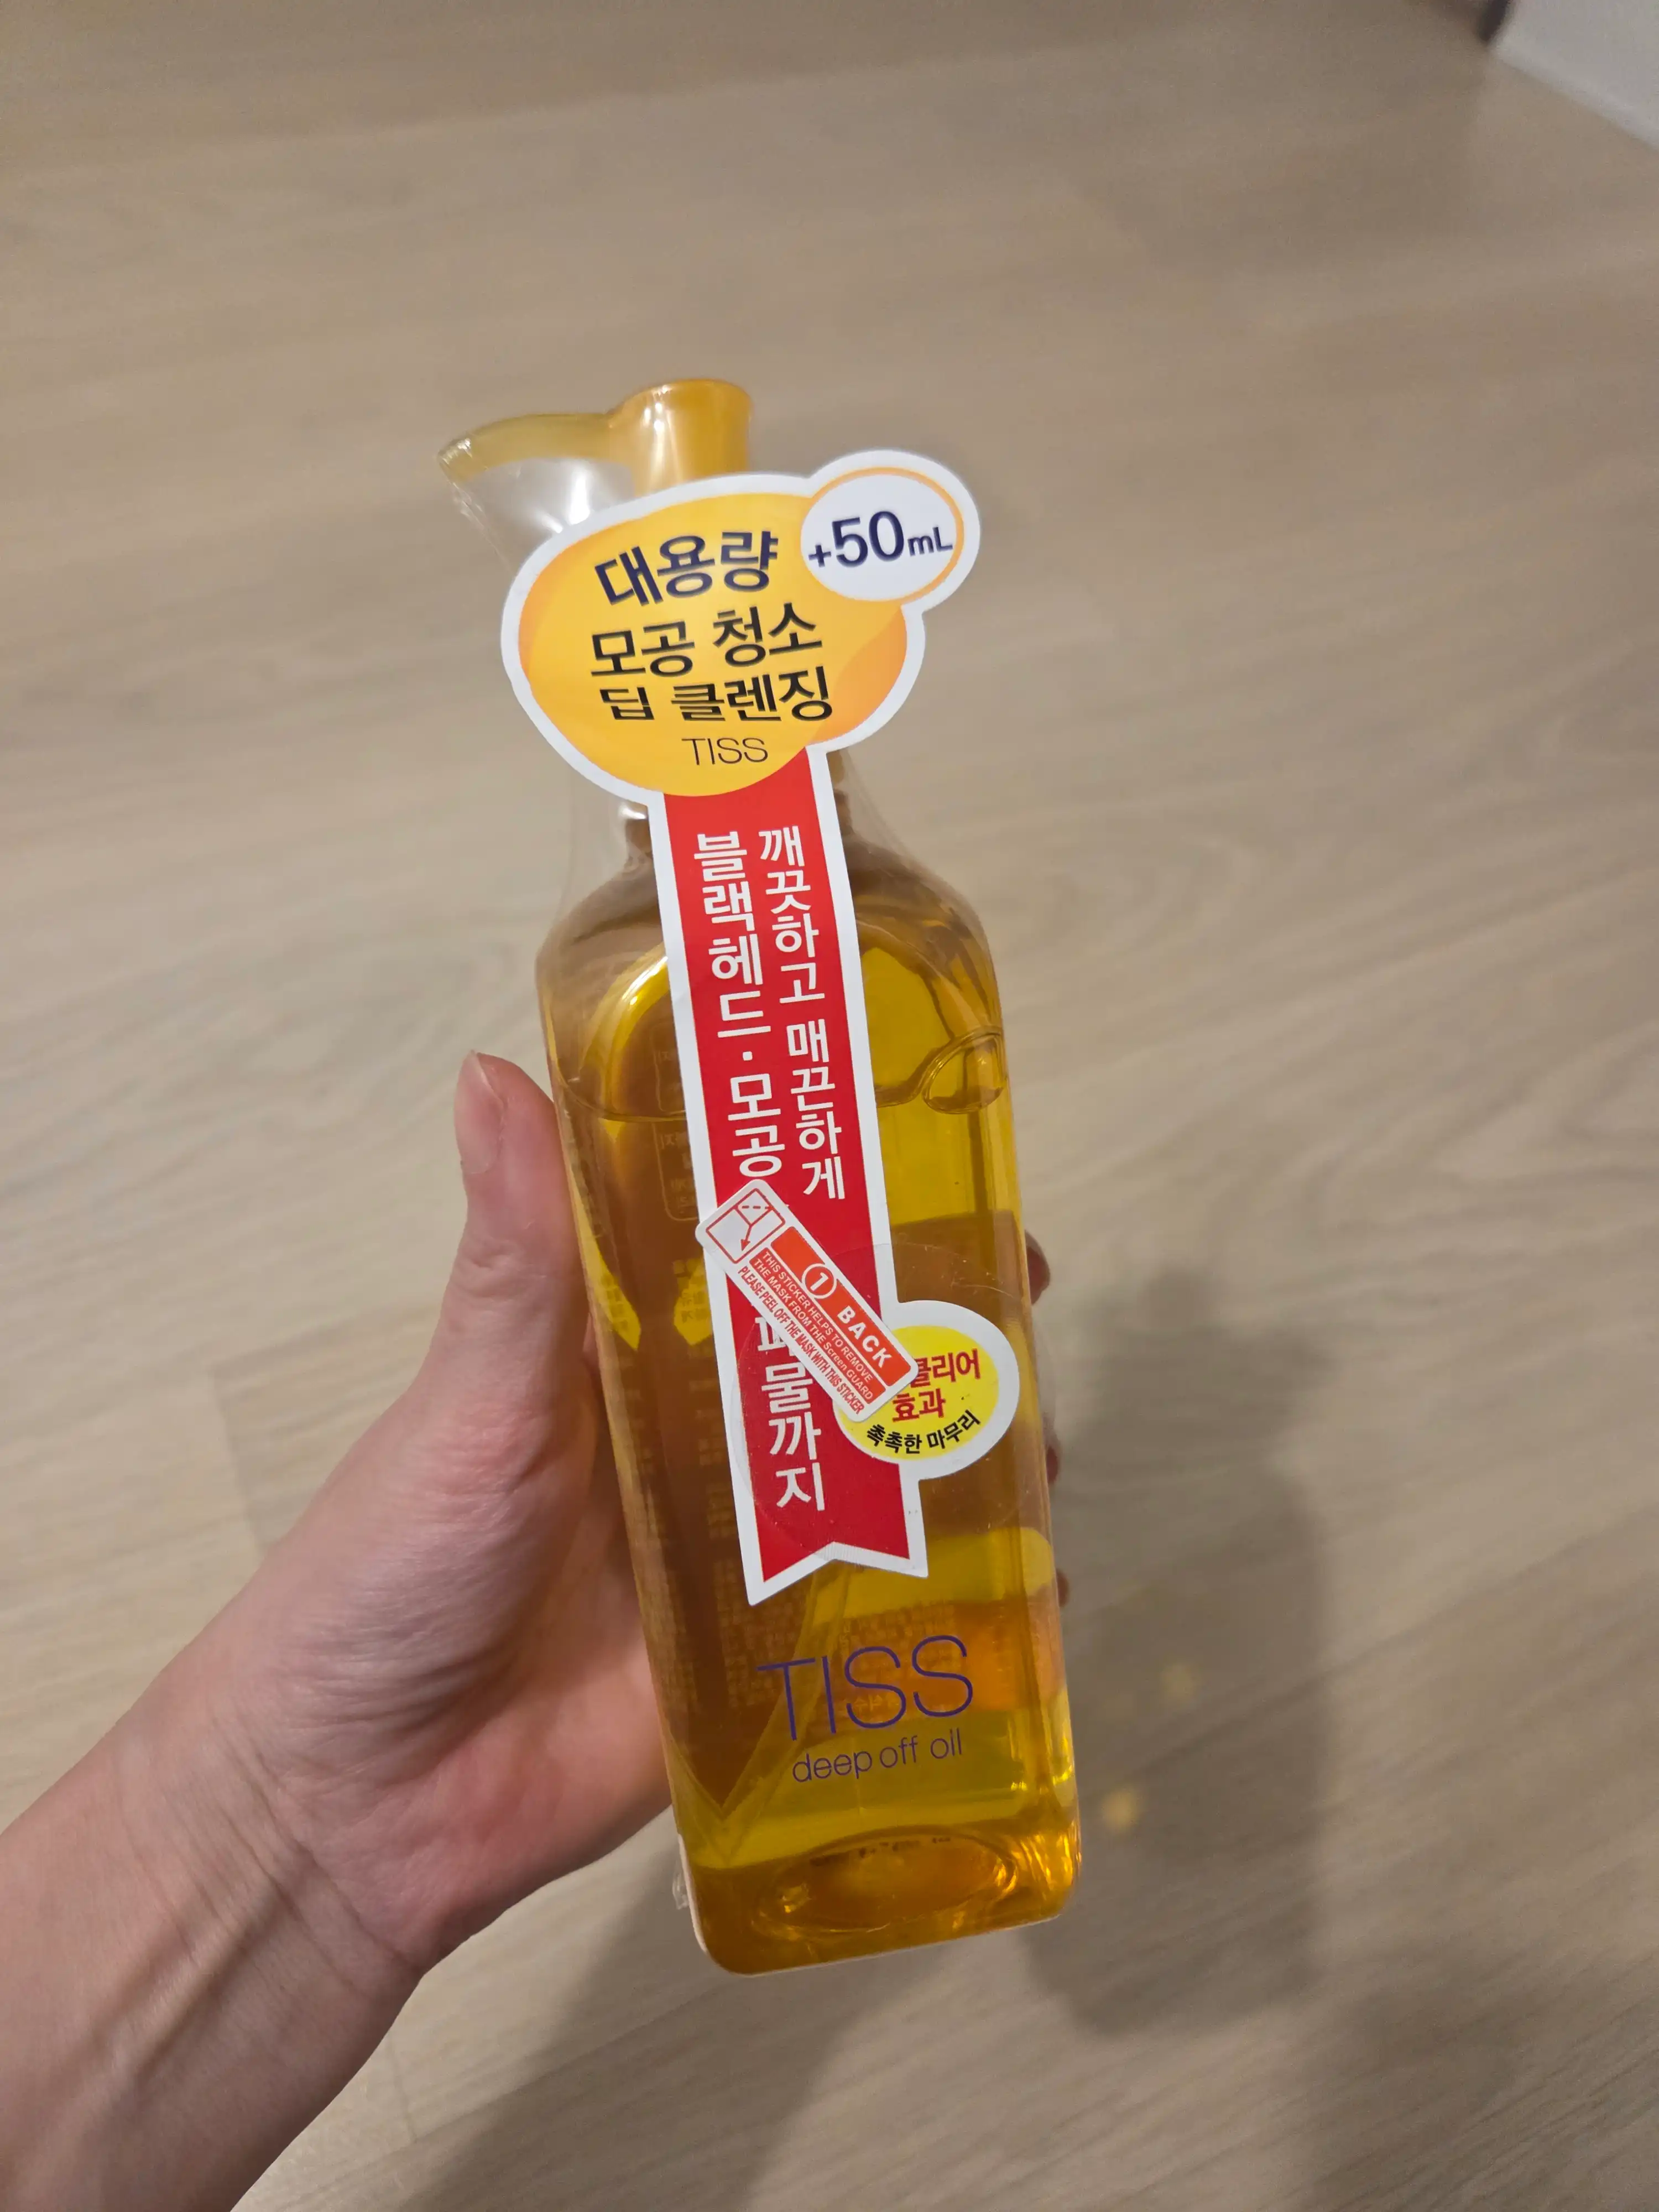 대용량
+50mL
모공 청소
딥 클렌징
TISS
깨끗하고 매끈하게
블랙헤드·모공
물까지
1 BACK
THIS STICKER HELPS TO REMOVE
THE MASK FROM THE Screen GUARD
PLEASE PEEL OFF THE MASK WITH THIS STICKER
클리어
효과
촉촉한 마무리
TISS
deep off oil